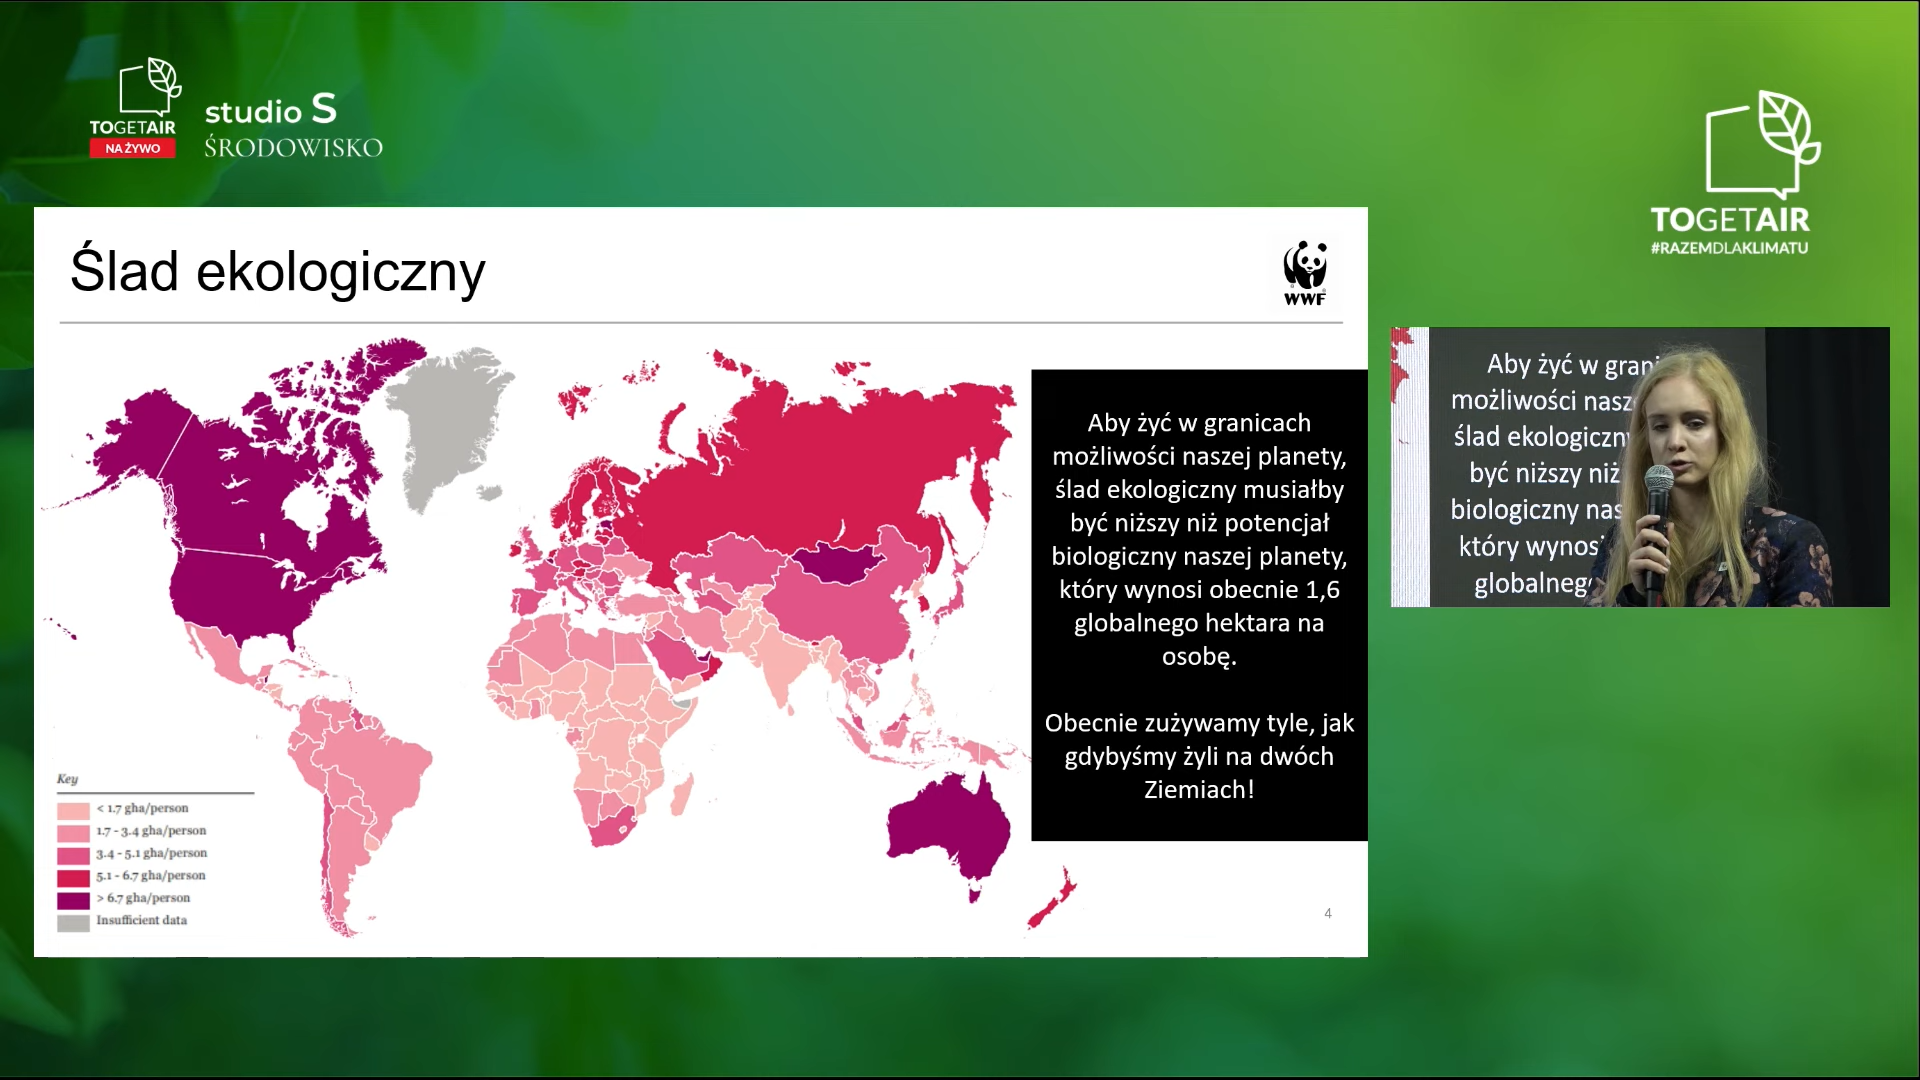 TOGETAIR
NA ŻYWO
studio S
ŚRODOWISKO
TOGETAIR
#RAZEMDLAKLIMATU
Ślad ekologiczny
WWF
Aby żyć w granicach
możliwości naszej planety,
ślad ekologiczny musiałby
być niższy niż potencjał
biologiczny naszej planety,
który wynosi obecnie 1,6
globalnego hektara na
osobę.
Obecnie zużywamy tyle, jak
gdybyśmy żyli na dwóch
Ziemiach!
Key
< 1.7 gha/person
1.7 - 3.4 gha/person
3.4 - 5.1 gha/person
5.1 - 6.7 gha/person
> 6.7 gha/person
Insufficient data
4
Aby żyć w grani
możliwości nasz
ślad ekologiczn
być niższy niż
biologiczny nas
który wynosi
globalneg